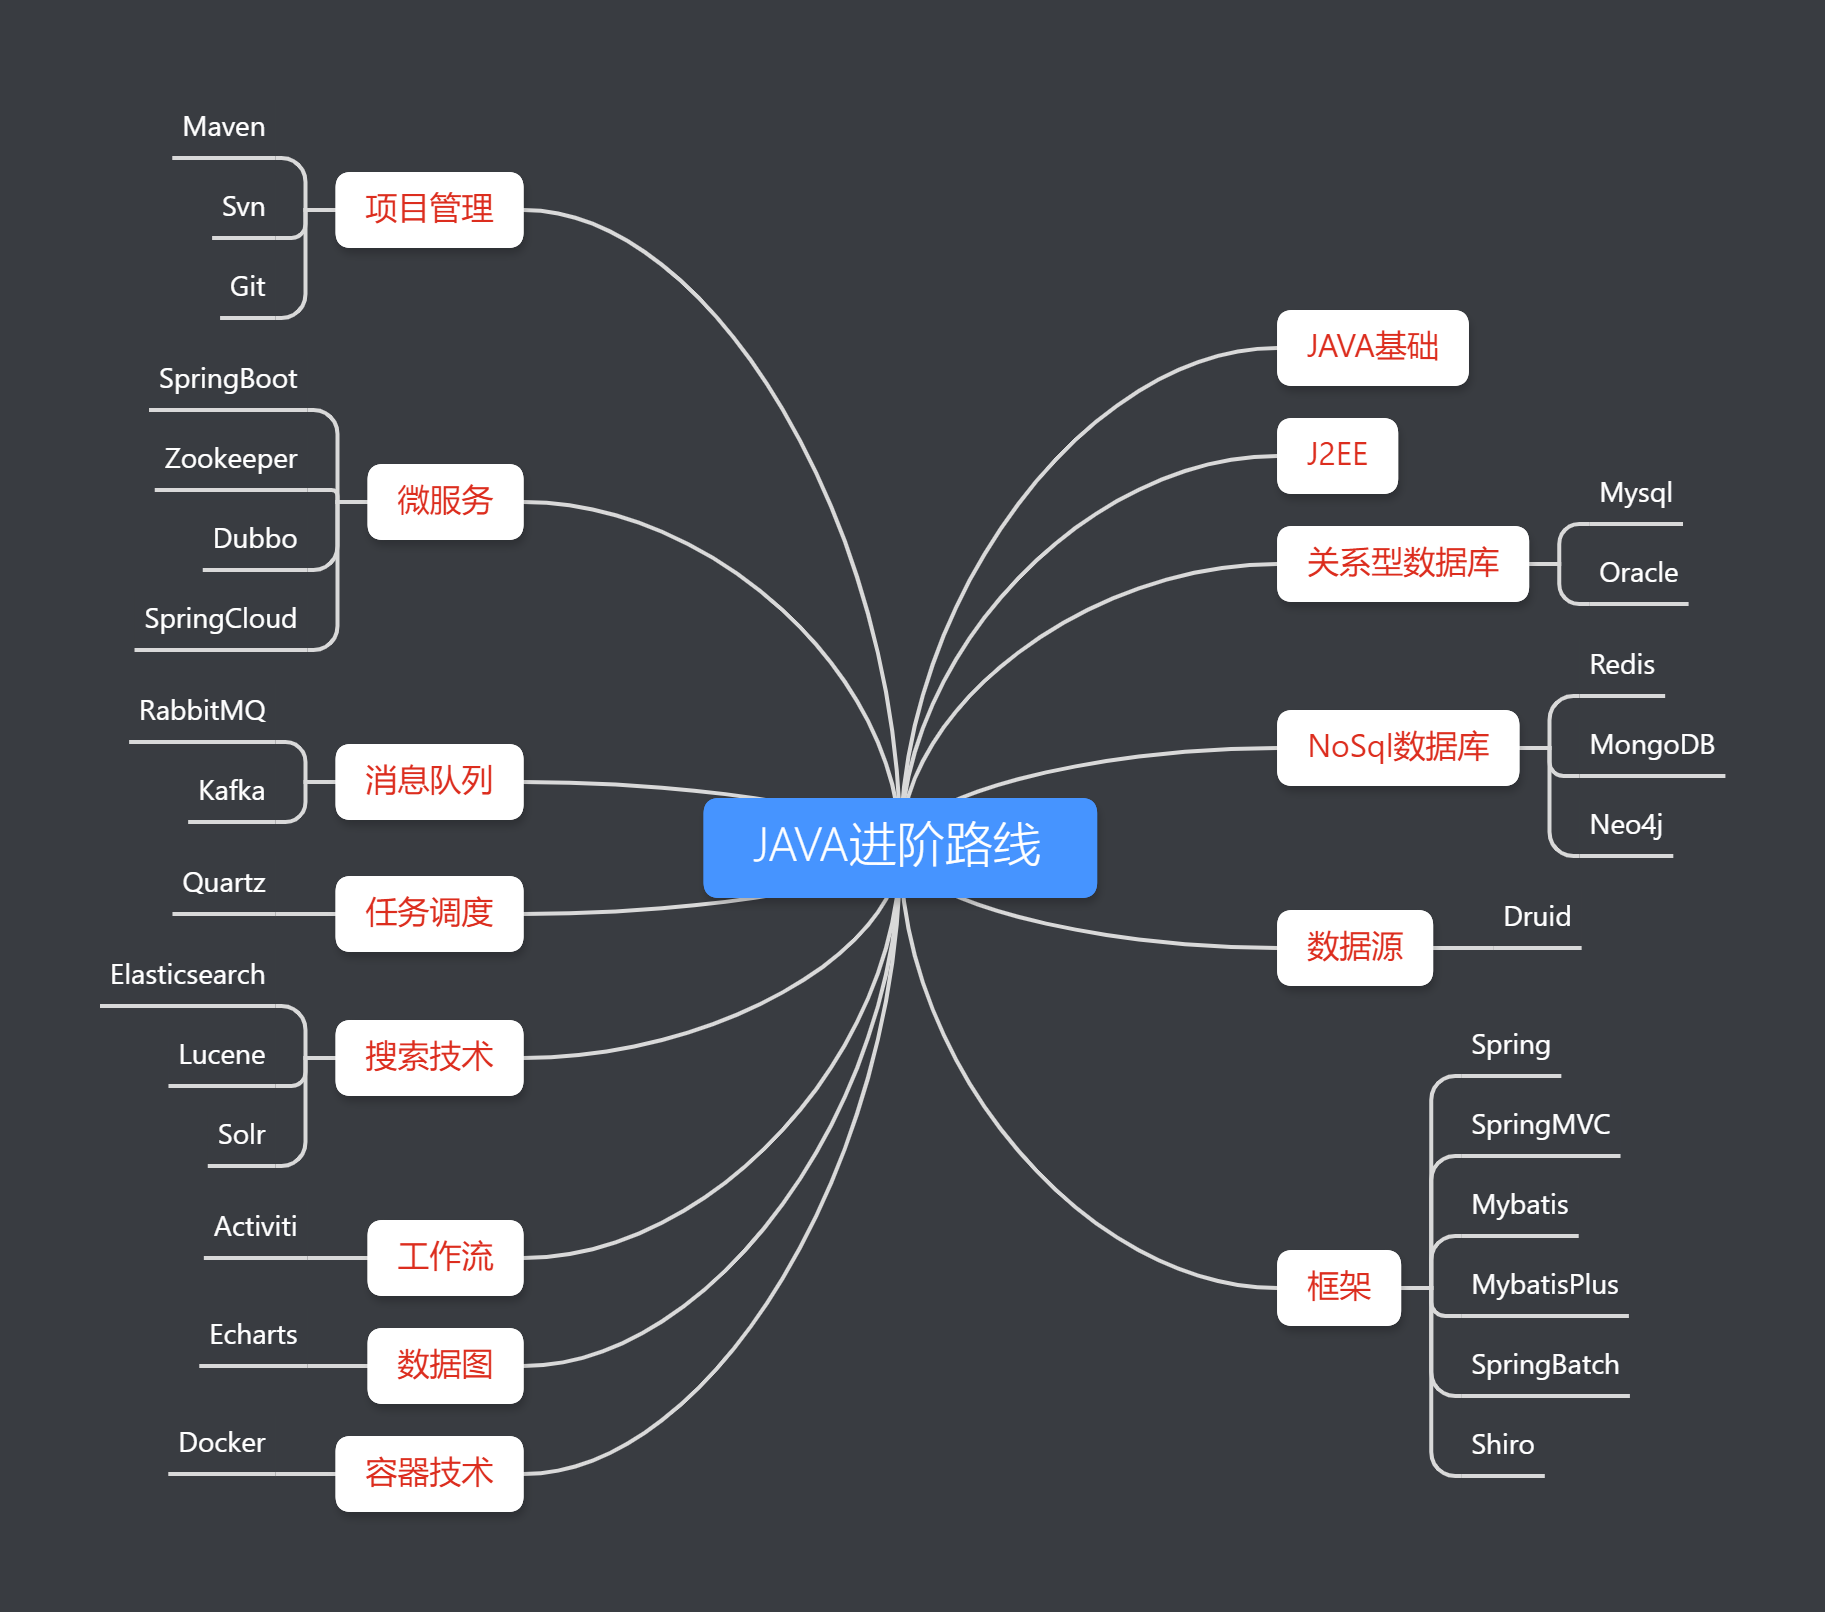 JAVA进阶路线
JAVA基础
J2EE
关系型数据库
Mysql
Oracle
NoSql数据库
Redis
MongoDB
Neo4j
数据源
Druid
框架
Spring
SpringMVC
Mybatis
MybatisPlus
SpringBatch
Shiro
项目管理
Maven
Svn
Git
微服务
SpringBoot
Zookeeper
Dubbo
SpringCloud
消息队列
RabbitMQ
Kafka
任务调度
Quartz
搜索技术
Elasticsearch
Lucene
Solr
工作流
Activiti
数据图
Echarts
容器技术
Docker